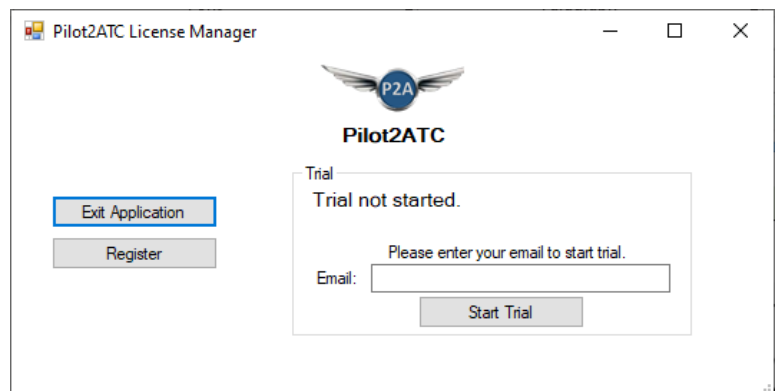 Pilot2ATC License Manager
P2A
Pilot2ATC
Trial
Trial not started.
Exit Application
Register
Please enter your email to start trial.
Email:
Start Trial